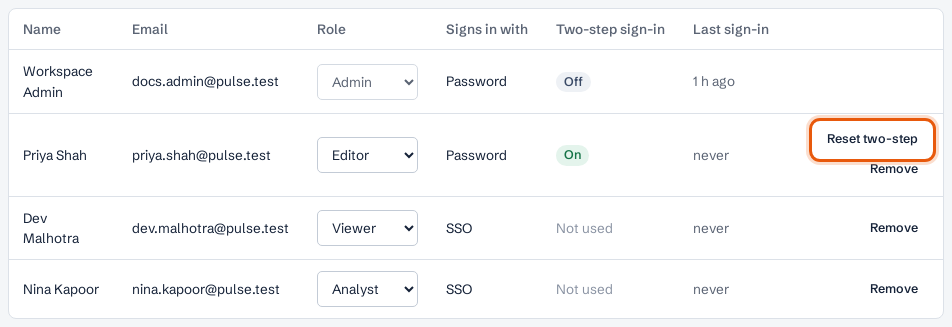 Name Email Role Signs in with Two-step sign-in Last sign-in
Workspace
Admin docs.admin@pulse.test Admin Password Off 1 h ago
Reset two-step
Priya Shah priya.shah@pulse.test Editor Password On never
Remove
Dev
Malhotra dev.malhotra@pulse.test Viewer SSO Not used never Remove
Nina Kapoor nina.kapoor@pulse.test Analyst SSO Not used never Remove